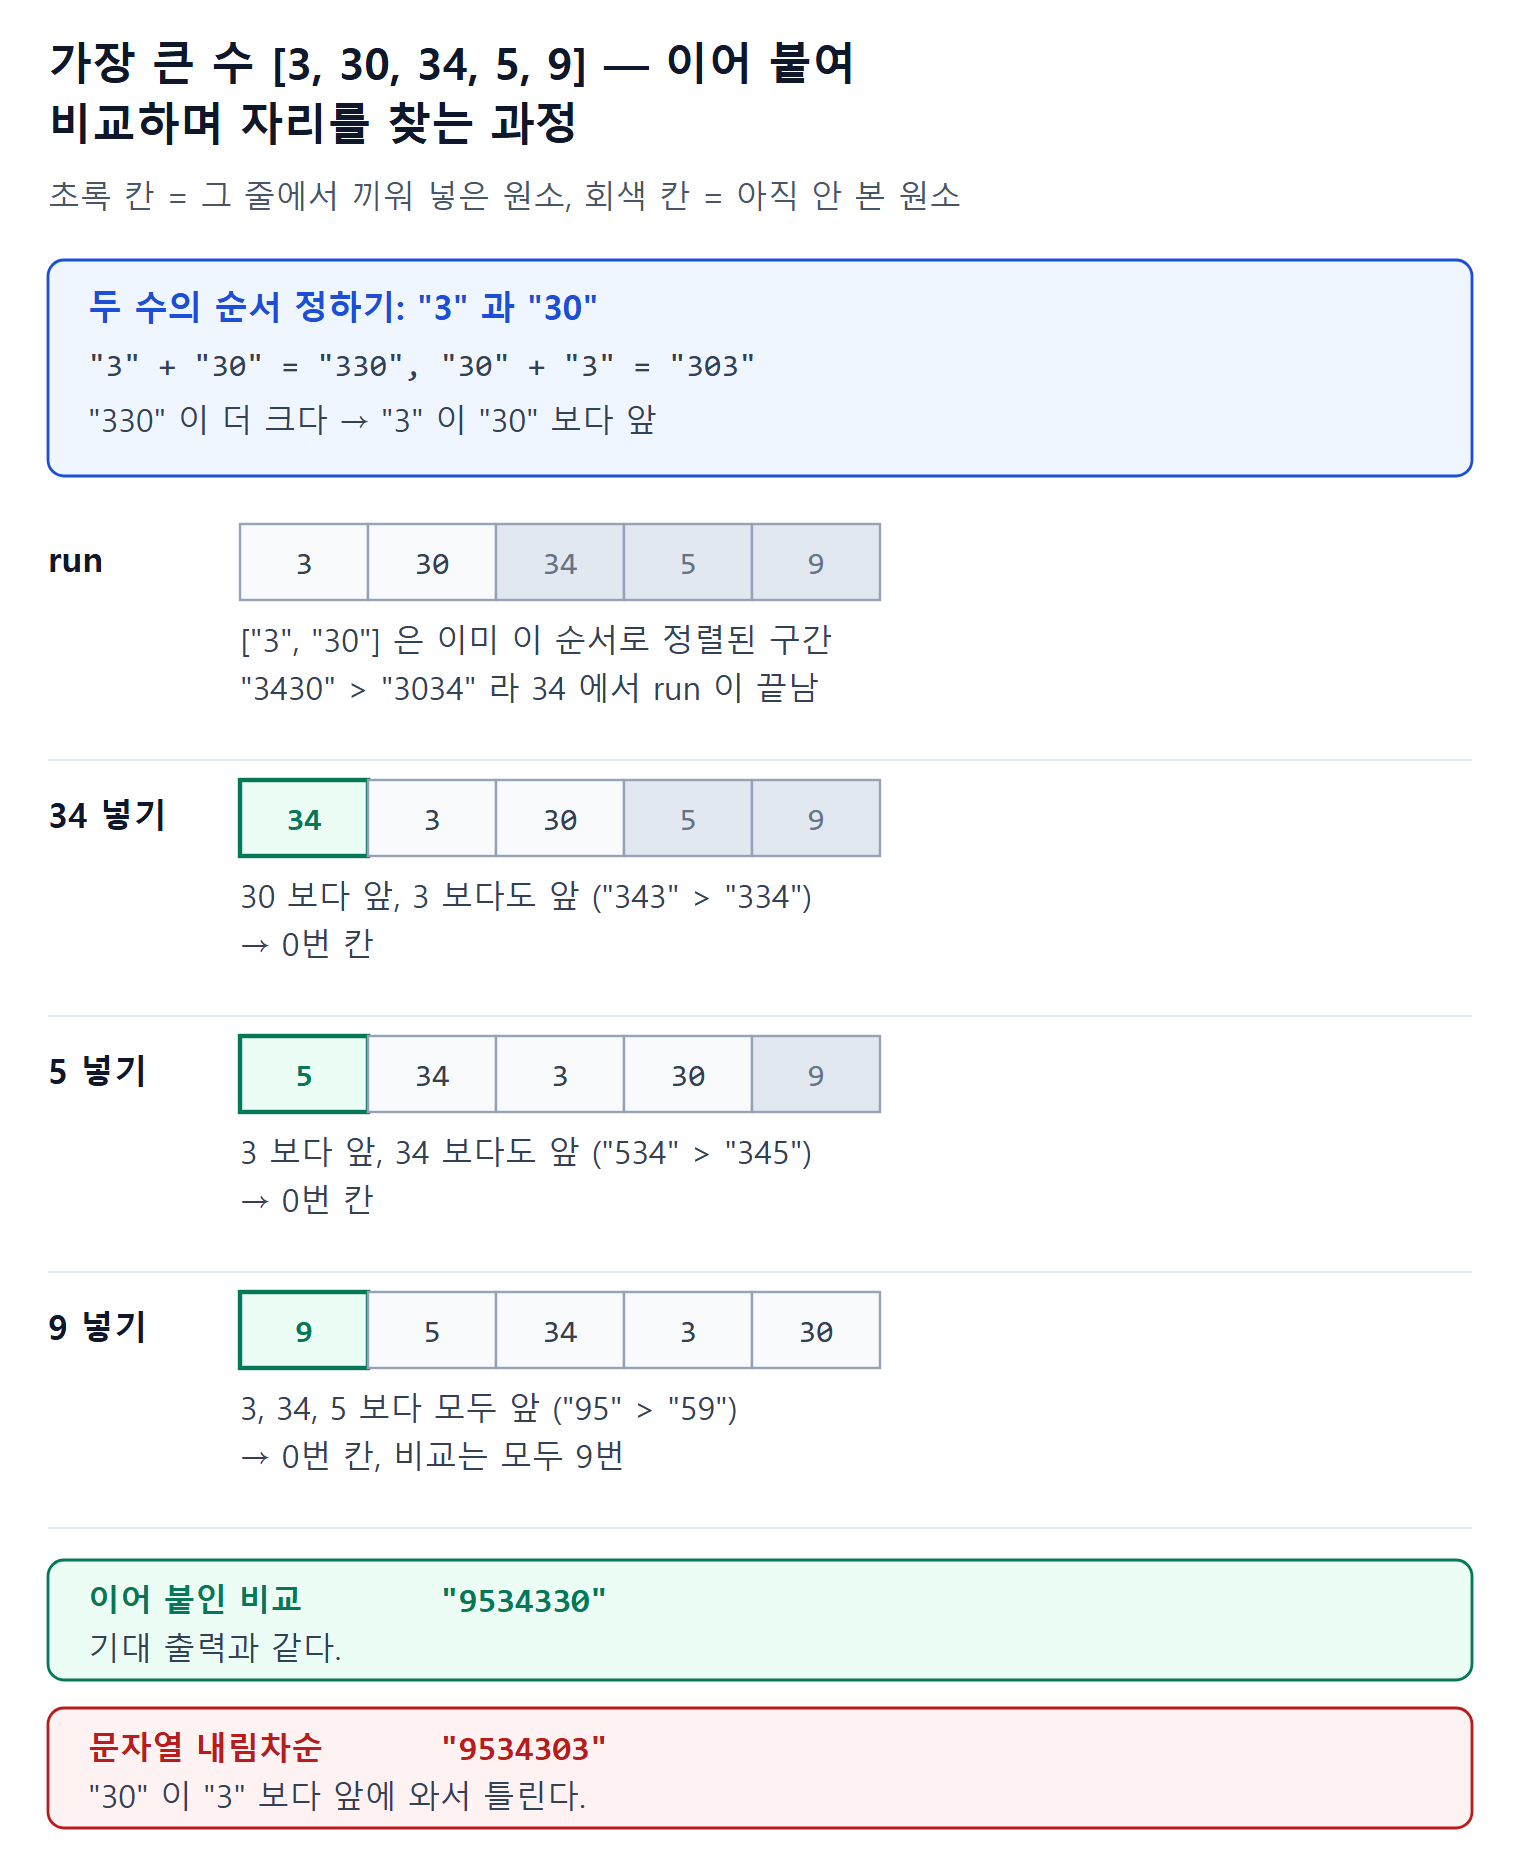 가장 큰 수 [3, 30, 34, 5, 9] — 이어 붙여
비교하며 자리를 찾는 과정
초록 칸 = 그 줄에서 끼워 넣은 원소, 회색 칸 = 아직 안 본 원소
두 수의 순서 정하기: "3" 과 "30"
"3" + "30" = "330", "30" + "3" = "303"
"330" 이 더 크다 → "3" 이 "30" 보다 앞
run 3 30 34 5 9
["3", "30"] 은 이미 이 순서로 정렬된 구간
"3430" > "3034" 라 34 에서 run 이 끝남
34 넣기 34 3 30 5 9
30 보다 앞, 3 보다도 앞 ("343" > "334")
→ 0번 칸
5 넣기 5 34 3 30 9
3 보다 앞, 34 보다도 앞 ("534" > "345")
→ 0번 칸
9 넣기 9 5 34 3 30
3, 34, 5 보다 모두 앞 ("95" > "59")
→ 0번 칸, 비교는 모두 9번
이어 붙인 비교 "9534330"
기대 출력과 같다.
문자열 내림차순 "9534303"
"30" 이 "3" 보다 앞에 와서 틀린다.